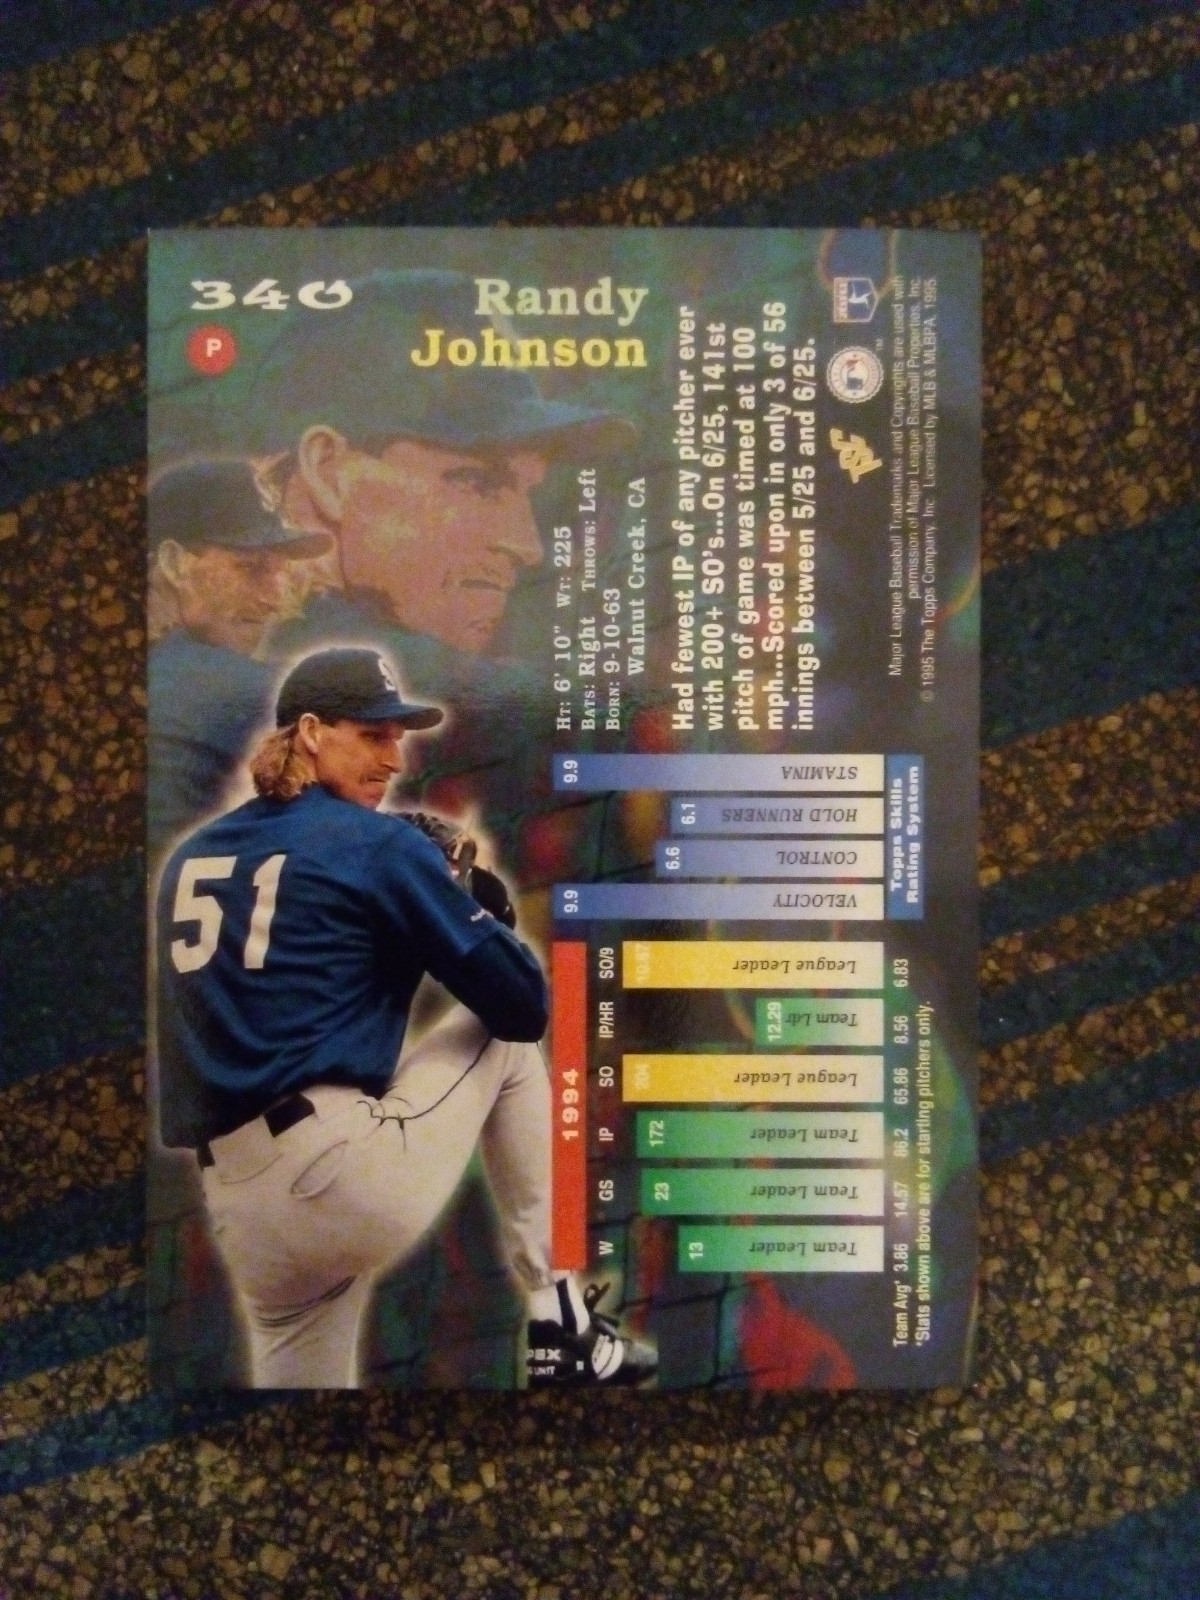 340
P
Randy
Johnson
HT: 6' 10" WT: 225
BATS: Right THROWS: Left
BORN: 9-10-63
Walnut Creek, CA
Had fewest IP of any pitcher ever
with 200+ SO's...On 6/25, 141st
pitch of game was timed at 100
mph...Scored upon in only 3 of 56
innings between 5/25 and 6/25.
TSC
TM
Major League Baseball Trademarks and Copyrights are used with
permission of Major League Baseball Properties, Inc.
© 1995 The Topps Company, Inc. Licensed by MLB & MLBPA 1995
51
1994
W GS IP SO IP/HR SO/9
13 23 172 204 12.29 10.67
Team Leader
Team Leader
Team Leader
League Leader
Team Ldr
League Leader
Team Avg* 3.86 14.57 86.2 65.86 8.56 6.83
*Stats shown above are for starting pitchers only.
9.9 6.6 6.1 9.9
VELOCITY
CONTROL
HOLD RUNNERS
STAMINA
Topps Skills
Rating System